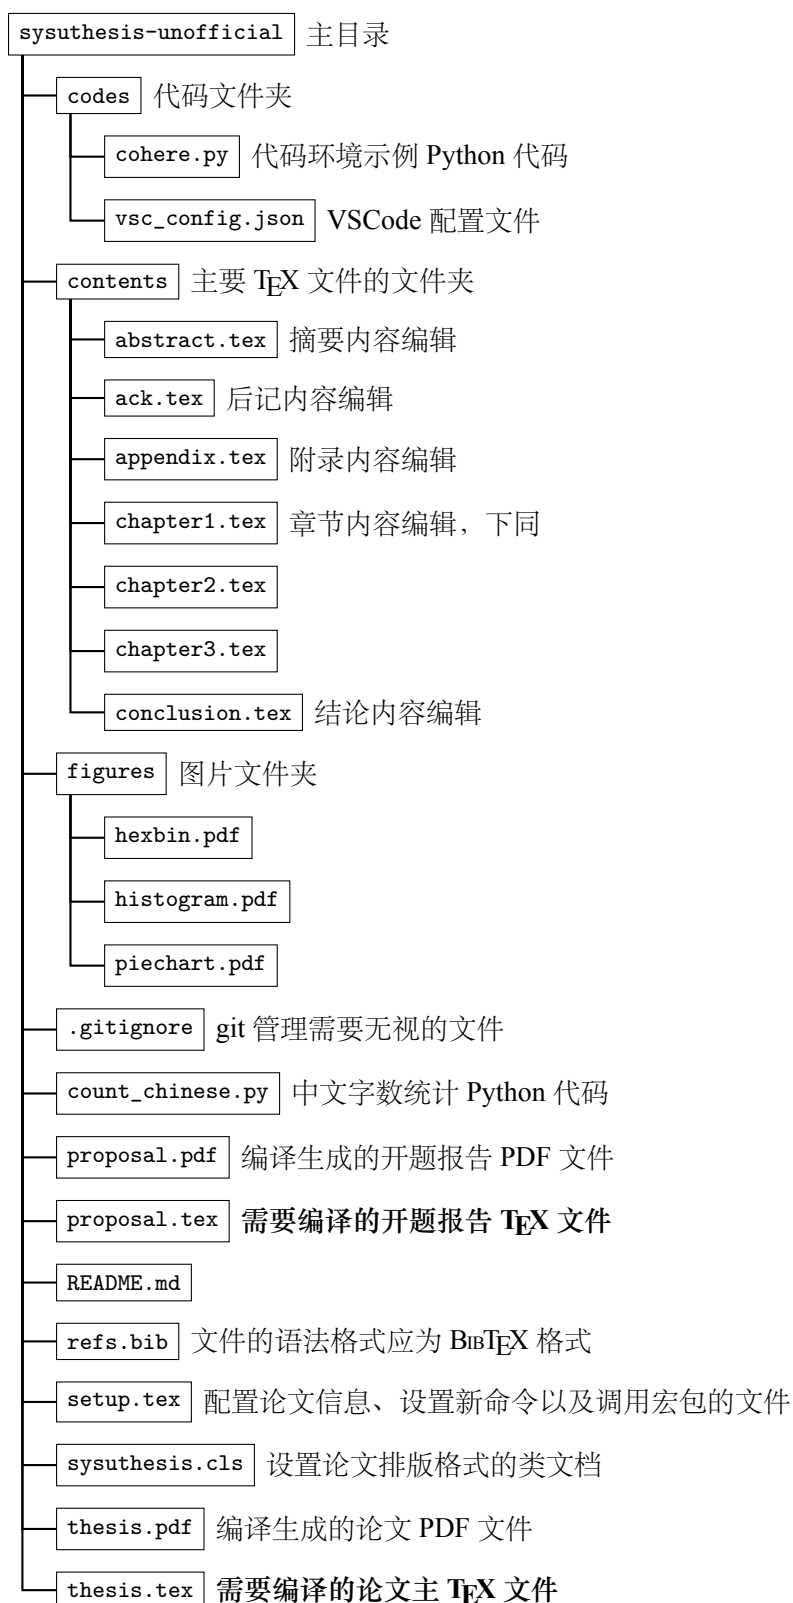 sysuthesis-unofficial 主目录
codes 代码文件夹
cohere.py 代码环境示例 Python 代码
vsc_config.json VSCode 配置文件
contents 主要 TEX 文件的文件夹
abstract.tex 摘要内容编辑
ack.tex 后记内容编辑
appendix.tex 附录内容编辑
chapter1.tex 章节内容编辑，下同
chapter2.tex
chapter3.tex
conclusion.tex 结论内容编辑
figures 图片文件夹
hexbin.pdf
histogram.pdf
piechart.pdf
.gitignore git 管理需要无视的文件
count_chinese.py 中文字数统计 Python 代码
proposal.pdf 编译生成的开题报告 PDF 文件
proposal.tex 需要编译的开题报告 TEX 文件
README.md
refs.bib 文件的语法格式应为 BIBTEX 格式
setup.tex 配置论文信息、设置新命令以及调用宏包的文件
sysuthesis.cls 设置论文排版格式的类文档
thesis.pdf 编译生成的论文 PDF 文件
thesis.tex 需要编译的论文主 TEX 文件